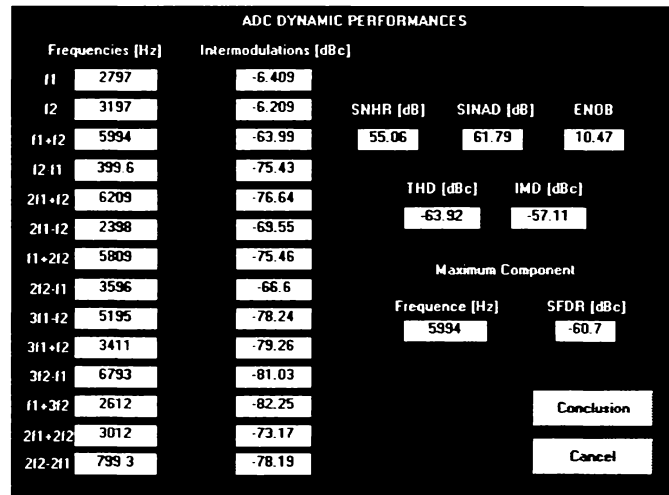 ADC DYNAMIC PERFORMANCES
Frequencies [Hz] Intermodulations [dBc]
f1 2797 -6.409
f2 3197 -6.209 SNHR [dB] SINAD [dB] ENOB
f1+f2 5994 -63.99 55.06 61.79 10.47
f2-f1 399.6 -75.43
2f1+f2 6209 -76.64 THD [dBc] IMD [dBc]
2f1-f2 2398 -69.55 -63.92 -57.11
f1+2f2 5809 -75.46
2f2-f1 3596 -66.6 Maximum Component
3f1-f2 5195 -78.24 Frequence [Hz] SFDR [dBc]
3f1+f2 3411 -79.26 5994 -60.7
3f2-f1 6793 -81.03
f1+3f2 2612 -82.25 Conclusion
2f1+2f2 3012 -73.17
2f2-2f1 799.3 -78.19 Cancel